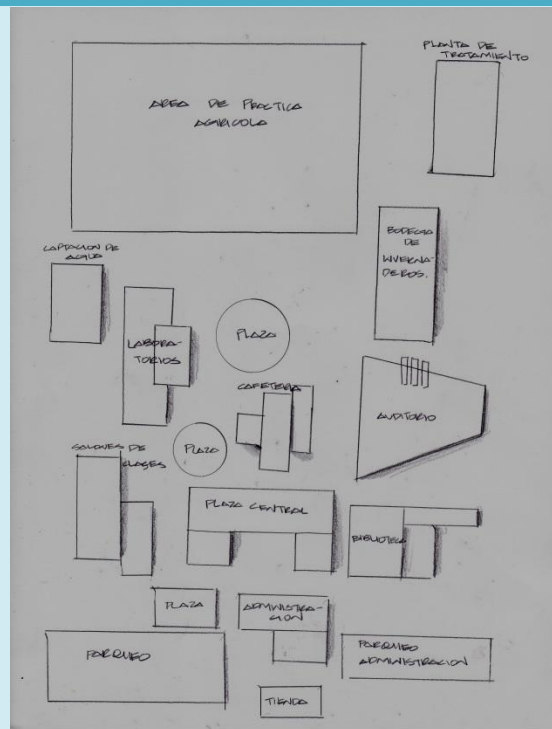 PLANTA DE
TRATAMIENTO
AREA DE PRACTICA
AGRICOLA
CAPTACION DE
AGUA
BODEGA
DE
INVERNA-
DEROS.
LABORA-
TORIOS
PLAZA
CAFETERIA
AUDITORIO
SALONES DE
CLASES
PLAZA
PLAZA CENTRAL
BIBLIOTECA
PLAZA
ADMINISTRA-
CION
PARQUEO
PARQUEO
ADMINISTRACION
TIENDA